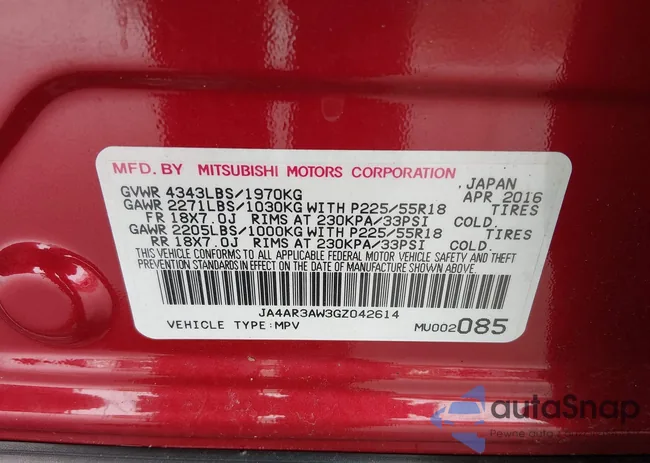 MFD. BY MITSUBISHI MOTORS CORPORATION
JAPAN
GVWR 4343LBS/1970KG APR 2016
GAWR 2271LBS/1030KG WITH P225/55R18 TIRES
FR 18X7.0J RIMS AT 230KPA/33PSI COLD.
GAWR 2205LBS/1000KG WITH P225/55R18 TIRES
RR 18X7.0J RIMS AT 230KPA/33PSI COLD.
THIS VEHICLE CONFORMS TO ALL APPLICABLE FEDERAL MOTOR VEHICLE SAFETY AND THEFT
PREVENTION STANDARDS IN EFFECT ON THE DATE OF MANUFACTURE SHOWN ABOVE.
JA4AR3AW3GZ042614
VEHICLE TYPE:MPV MU002085
autaSnap
Pewne auto z